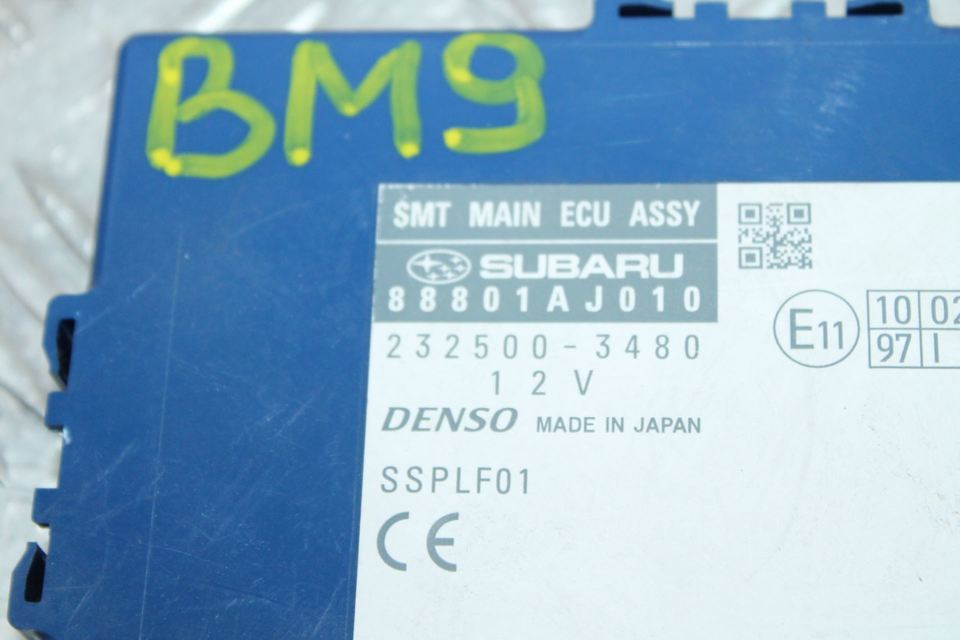 BM9
SMT MAIN ECU ASSY
SUBARU
88801AJ010
232500-3480
12V
DENSO MADE IN JAPAN
SSPLF01
CE
E11
10 02
97 I